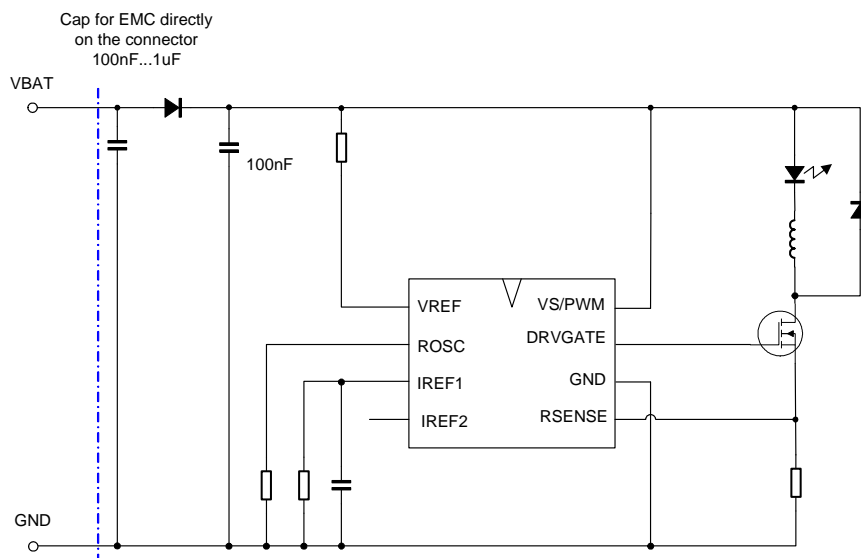 Cap for EMC directly
on the connector
100nF...1uF
VBAT
100nF
VREF
VS/PWM
ROSC
DRVGATE
IREF1
GND
IREF2
RSENSE
GND